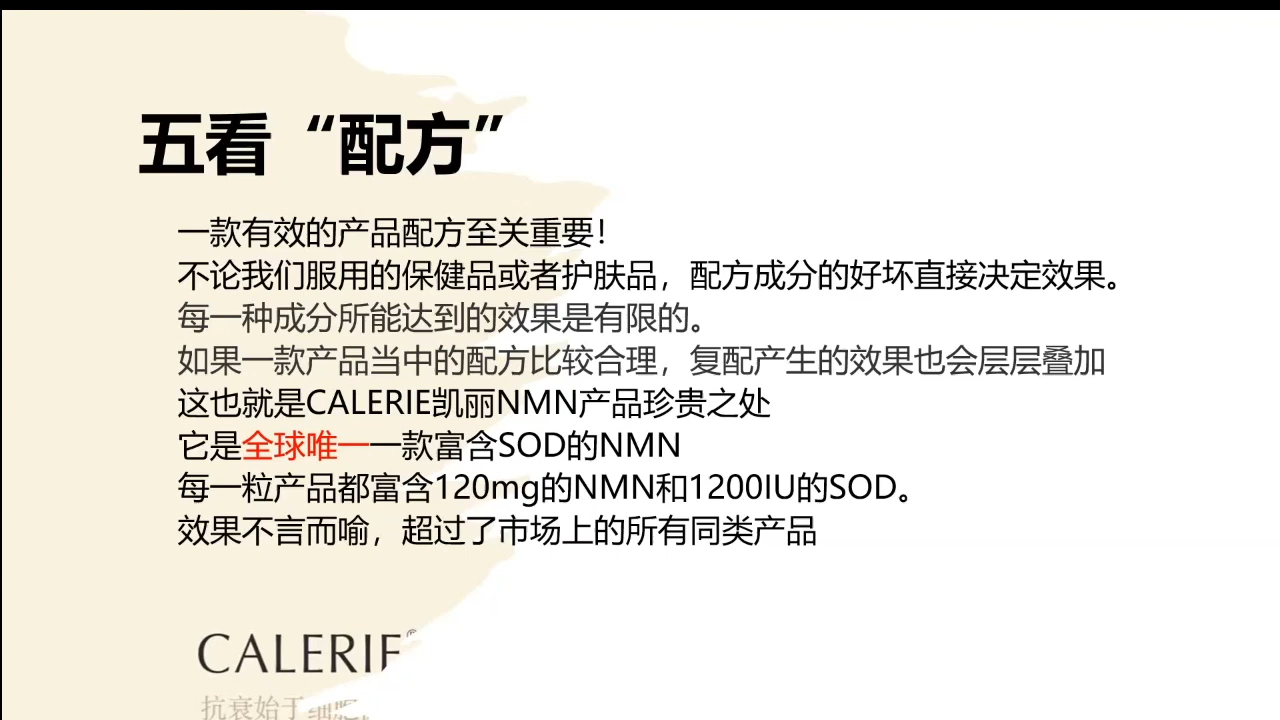 五看“配方”
一款有效的产品配方至关重要！
不论我们服用的保健品或者护肤品，配方成分的好坏直接决定效果。
每一种成分所能达到的效果是有限的。
如果一款产品当中的配方比较合理，复配产生的效果也会层层叠加
这也就是CALERIE凯丽NMN产品珍贵之处
它是全球唯一一款富含SOD的NMN
每一粒产品都富含120mg的NMN和1200IU的SOD。
效果不言而喻，超过了市场上的所有同类产品
CALERIE®
抗衰始于细胞